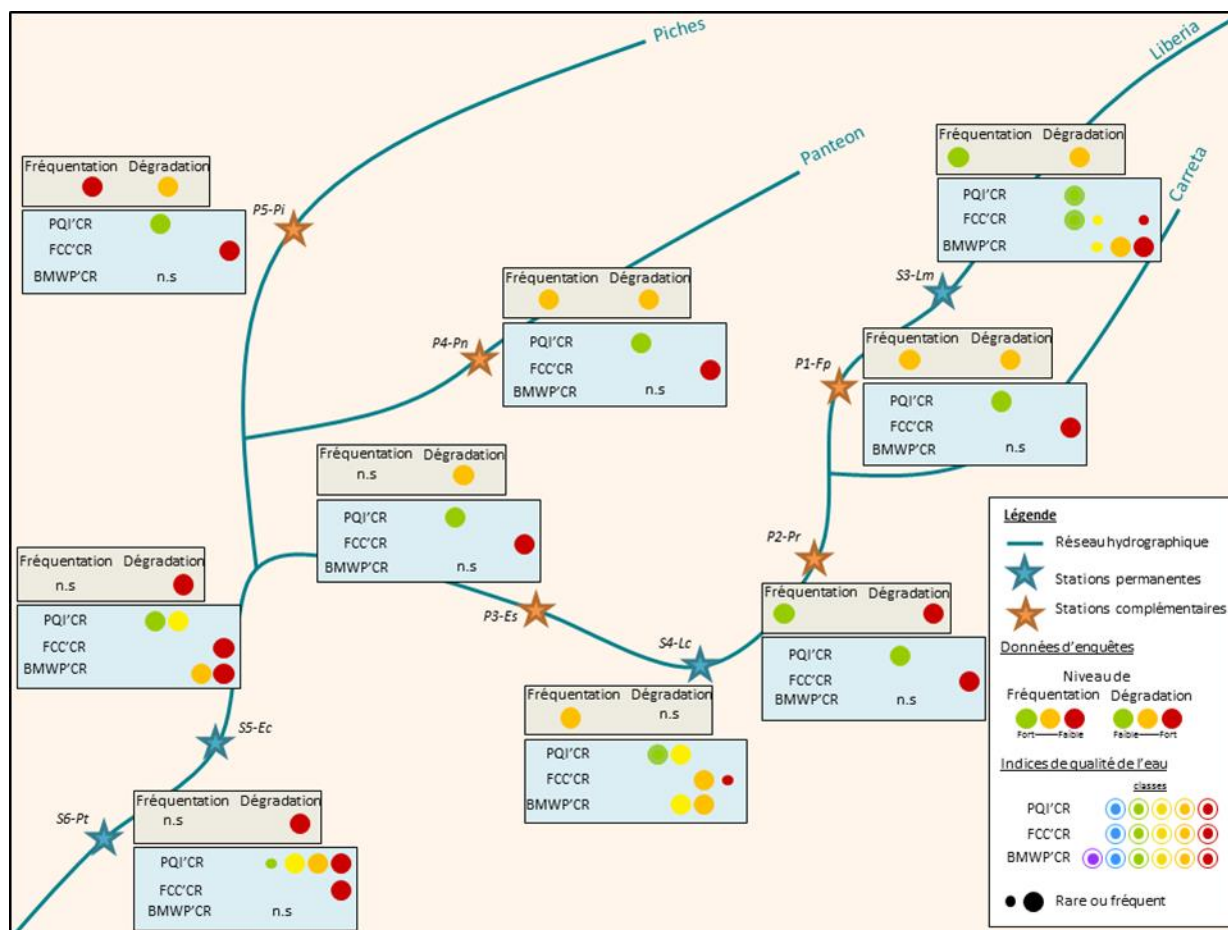 Piches
Liberia
Panteon
Carreta
Fréquentation Dégradation
PQI'CR
FCC'CR
BMWP'CR
S3-Lm
Fréquentation Dégradation
PQI'CR
FCC'CR
BMWP'CR n.s
P5-Pi
Fréquentation Dégradation
PQI'CR
FCC'CR
BMWP'CR n.s
P4-Pn
Fréquentation Dégradation
PQI'CR
FCC'CR
BMWP'CR n.s
P1-Fp
Fréquentation Dégradation
n.s
PQI'CR
FCC'CR
BMWP'CR n.s
P3-Es
P2-Pr
Fréquentation Dégradation
PQI'CR
FCC'CR
BMWP'CR n.s
Fréquentation Dégradation
n.s
PQI'CR
FCC'CR
BMWP'CR
S5-Ec
S4-Lc
Fréquentation Dégradation
n.s
PQI'CR
FCC'CR
BMWP'CR
S6-Pt
Fréquentation Dégradation
n.s
PQI'CR
FCC'CR
BMWP'CR n.s
Légende
Réseau hydrographique
Stations permanentes
Stations complémentaires
Données d'enquêtes
Niveau de
Fréquentation Dégradation
Fort Faible Faible Fort
Indices de qualité de l'eau
classes
PQI'CR
FCC'CR
BMWP'CR
Rare ou fréquent